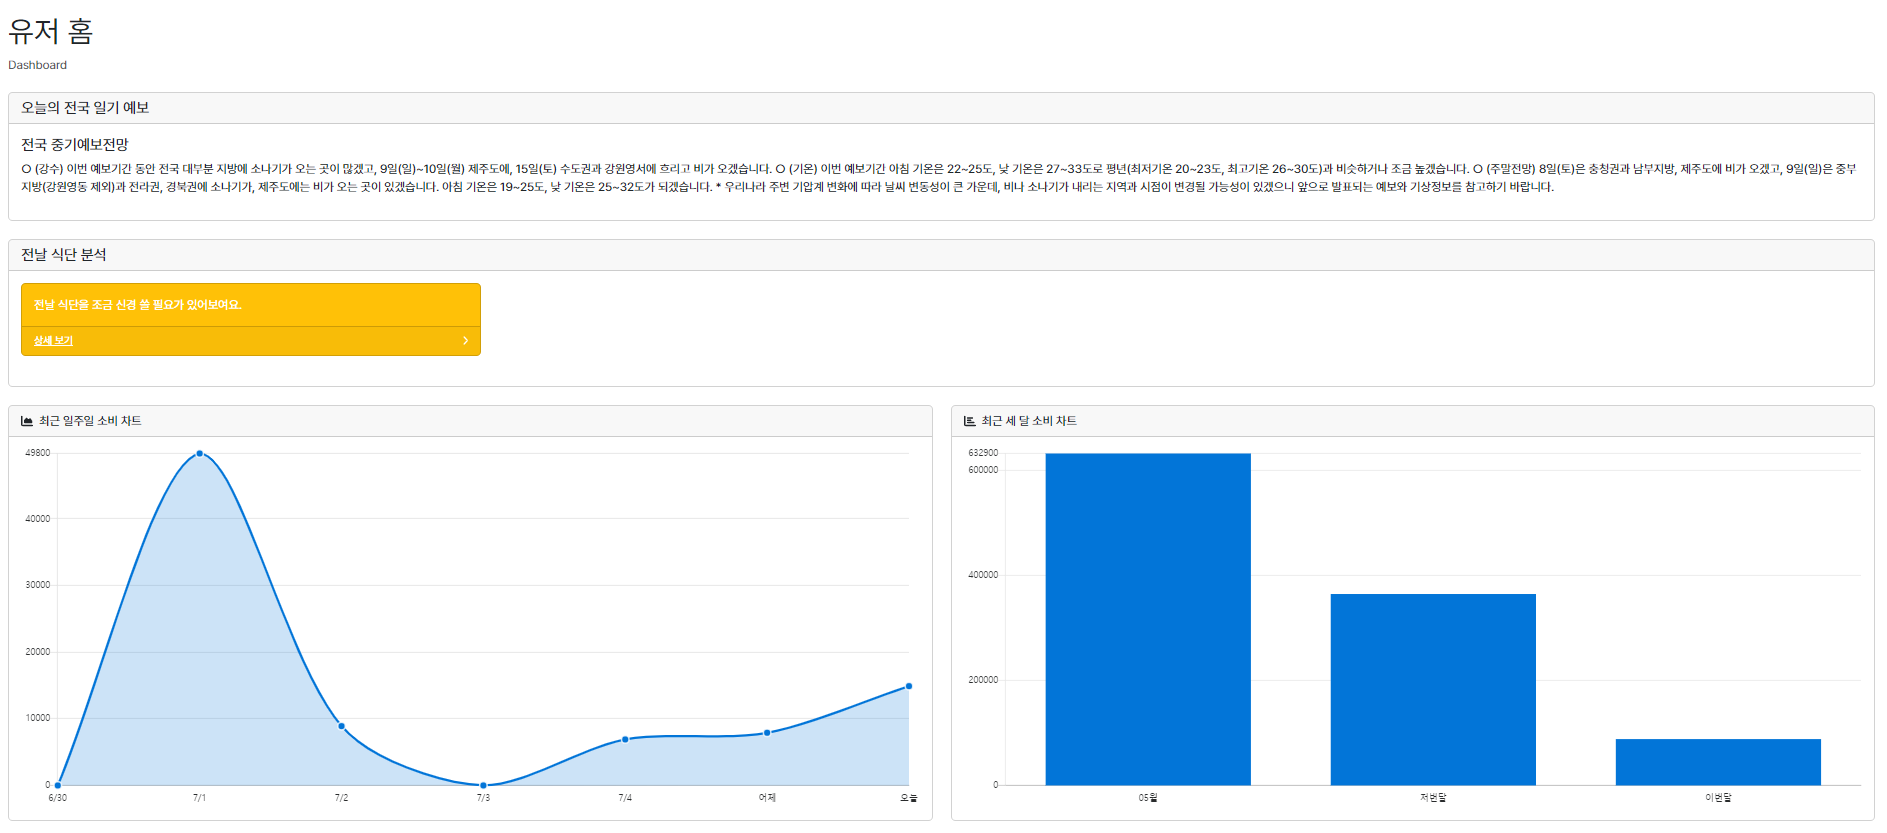 유저 홈
Dashboard
오늘의 전국 일기 예보
전국 중기예보전망
○ (강수) 이번 예보기간 동안 전국 대부분 지방에 소나기가 오는 곳이 많겠고, 9일(일)~10일(월) 제주도에, 15일(토) 수도권과 강원영서에 흐리고 비가 오겠습니다. ○ (기온) 이번 예보기간 아침 기온은 22~25도, 낮 기온은 27~33도로 평년(최저기온 20~23도, 최고기온 26~30도)과 비슷하거나 조금 높겠습니다. ○ (주말전망) 8일(토)은 충청권과 남부지방, 제주도에 비가 오겠고, 9일(일)은 중부
지방(강원영동 제외)과 전라권, 경북권에 소나기가, 제주도에는 비가 오는 곳이 있겠습니다. 아침 기온은 19~25도, 낮 기온은 25~32도가 되겠습니다. * 우리나라 주변 기압계 변화에 따라 날씨 변동성이 큰 가운데, 비나 소나기가 내리는 지역과 시점이 변경될 가능성이 있겠으니 앞으로 발표되는 예보와 기상정보를 참고하기 바랍니다.
전날 식단 분석
전날 식단을 조금 신경 쓸 필요가 있어보여요.
상세 보기
최근 일주일 소비 차트
49800
40000
30000
20000
10000
0
6/30 7/1 7/2 7/3 7/4 어제 오늘
최근 세 달 소비 차트
632900
600000
400000
200000
0
05월 저번달 이번달